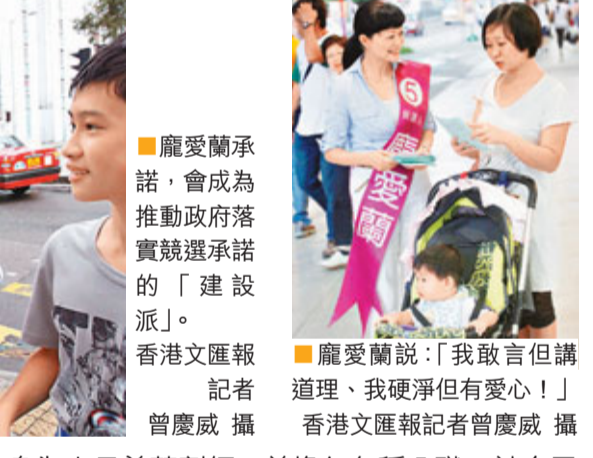 ■龐愛蘭承
諾，會成為
推動政府落
實競選承諾
的「建設
派」。
香港文匯報
記者
曾慶威 攝
5
愛蘭
■龐愛蘭説：「我敢言但講
道理、我硬淨但有愛心！」
香港文匯報記者曾慶威 攝